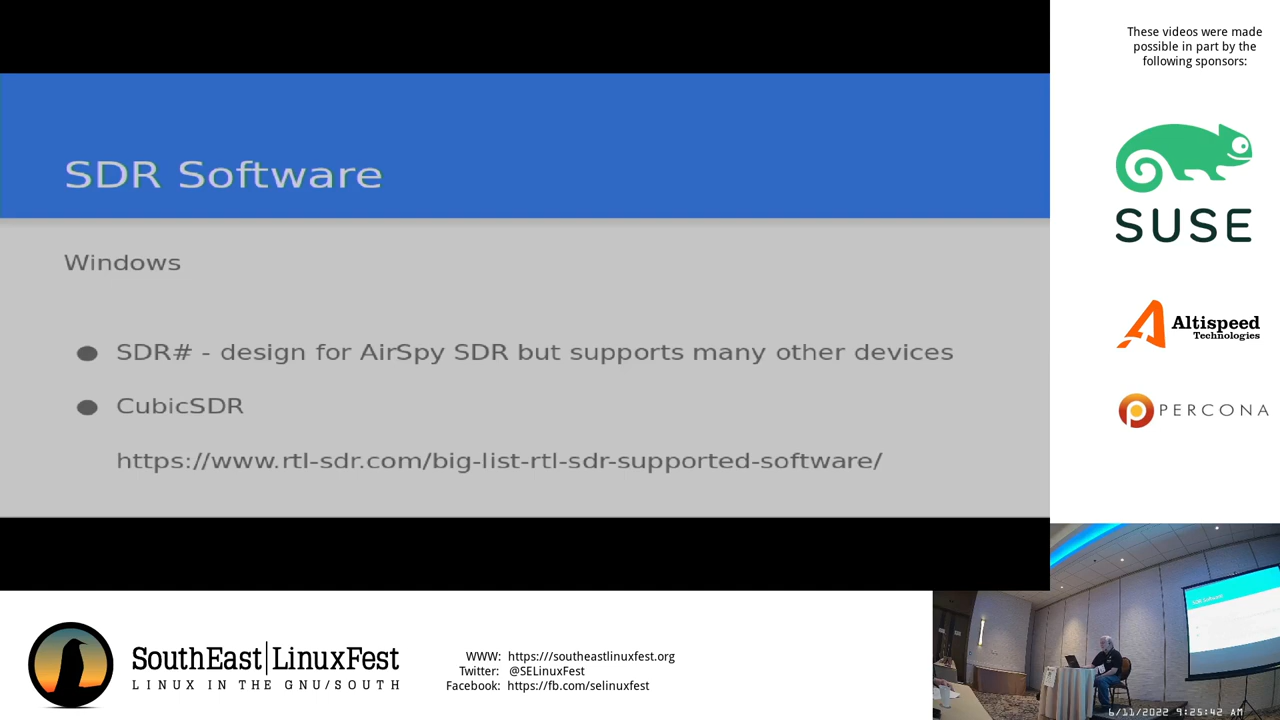 These videos were made
possible in part by the
following sponsors:
SDR Software
SUSE
Windows
Altispeed
Technologies
SDR# - design for AirSpy SDR but supports many other devices
CubicSDR
PERCONA
https://www.rtl-sdr.com/big-list-rtl-sdr-supported-software/
SDR Software
SouthEast|LinuxFest
LINUX IN THE GNU/SOUTH
WWW: https:///southeastlinuxfest.org
Twitter: @SELinuxFest
Facebook: https://fb.com/selinuxfest
6/11/2022 9:25:42 AM